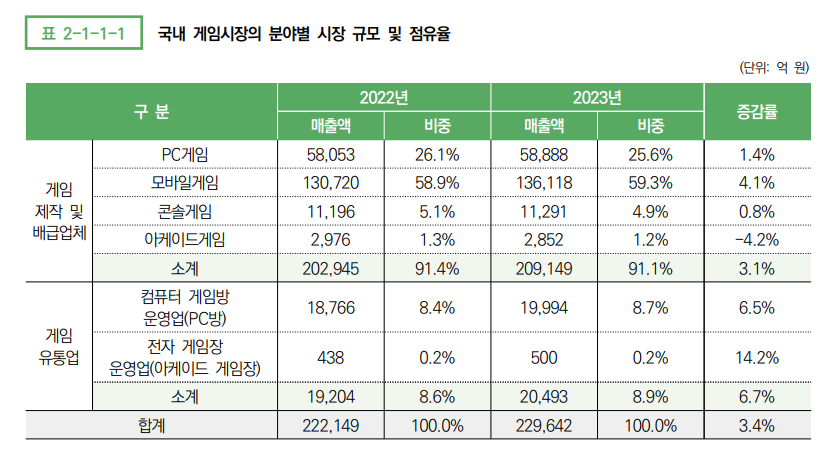 표 2-1-1-1 국내 게임시장의 분야별 시장 규모 및 점유율
(단위: 억 원)
구 분 2022년 2023년 증감률
매출액 비중 매출액 비중
게임 제작 및 배급업체
PC게임 58,053 26.1% 58,888 25.6% 1.4%
모바일게임 130,720 58.9% 136,118 59.3% 4.1%
콘솔게임 11,196 5.1% 11,291 4.9% 0.8%
아케이드게임 2,976 1.3% 2,852 1.2% -4.2%
소계 202,945 91.4% 209,149 91.1% 3.1%
게임 유통업
컴퓨터 게임방 운영업(PC방) 18,766 8.4% 19,994 8.7% 6.5%
전자 게임장 운영업(아케이드 게임장) 438 0.2% 500 0.2% 14.2%
소계 19,204 8.6% 20,493 8.9% 6.7%
합계 222,149 100.0% 229,642 100.0% 3.4%